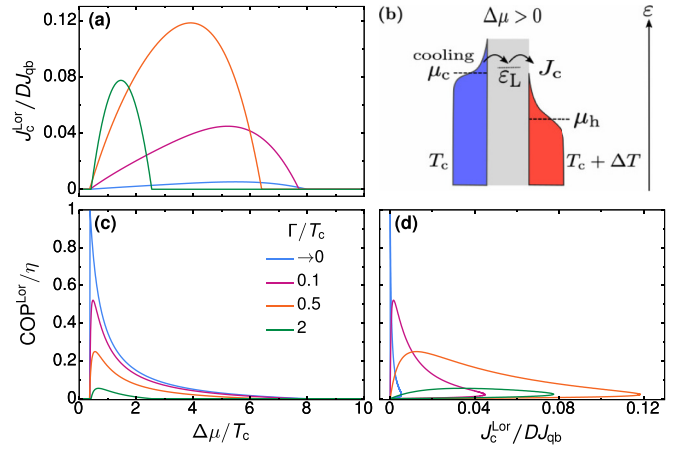 (a)
J_c^Lor/DJ_qb
0.12
0.08
0.04
0
(b)
Δμ > 0
ε
cooling
μ_c
ε_L
J_c
μ_h
T_c
T_c + ΔT
(c)
COP^Lor/η
1
0.8
0.6
0.4
0.2
0
Γ/T_c
→0
0.1
0.5
2
0 2 4 6 8 10
Δμ/T_c
(d)
0 0.04 0.08 0.12
J_c^Lor/DJ_qb